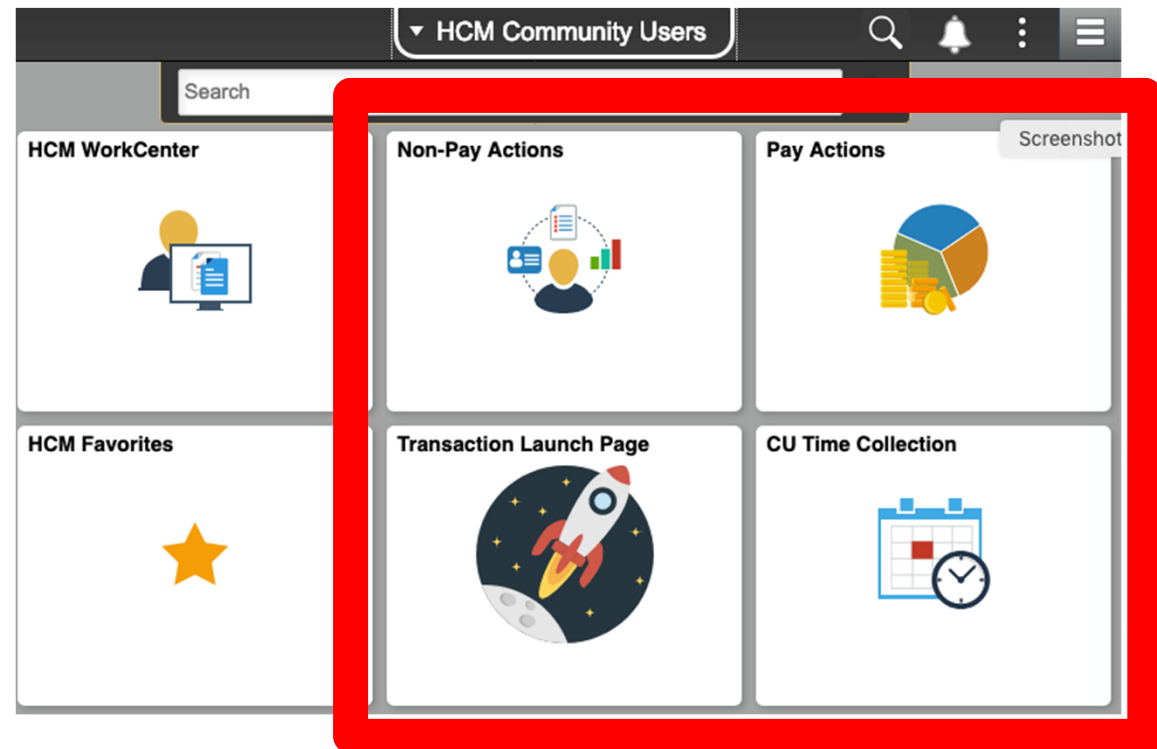 HCM Community Users
Search
Screenshot
HCM WorkCenter
Non-Pay Actions
Pay Actions
HCM Favorites
Transaction Launch Page
CU Time Collection